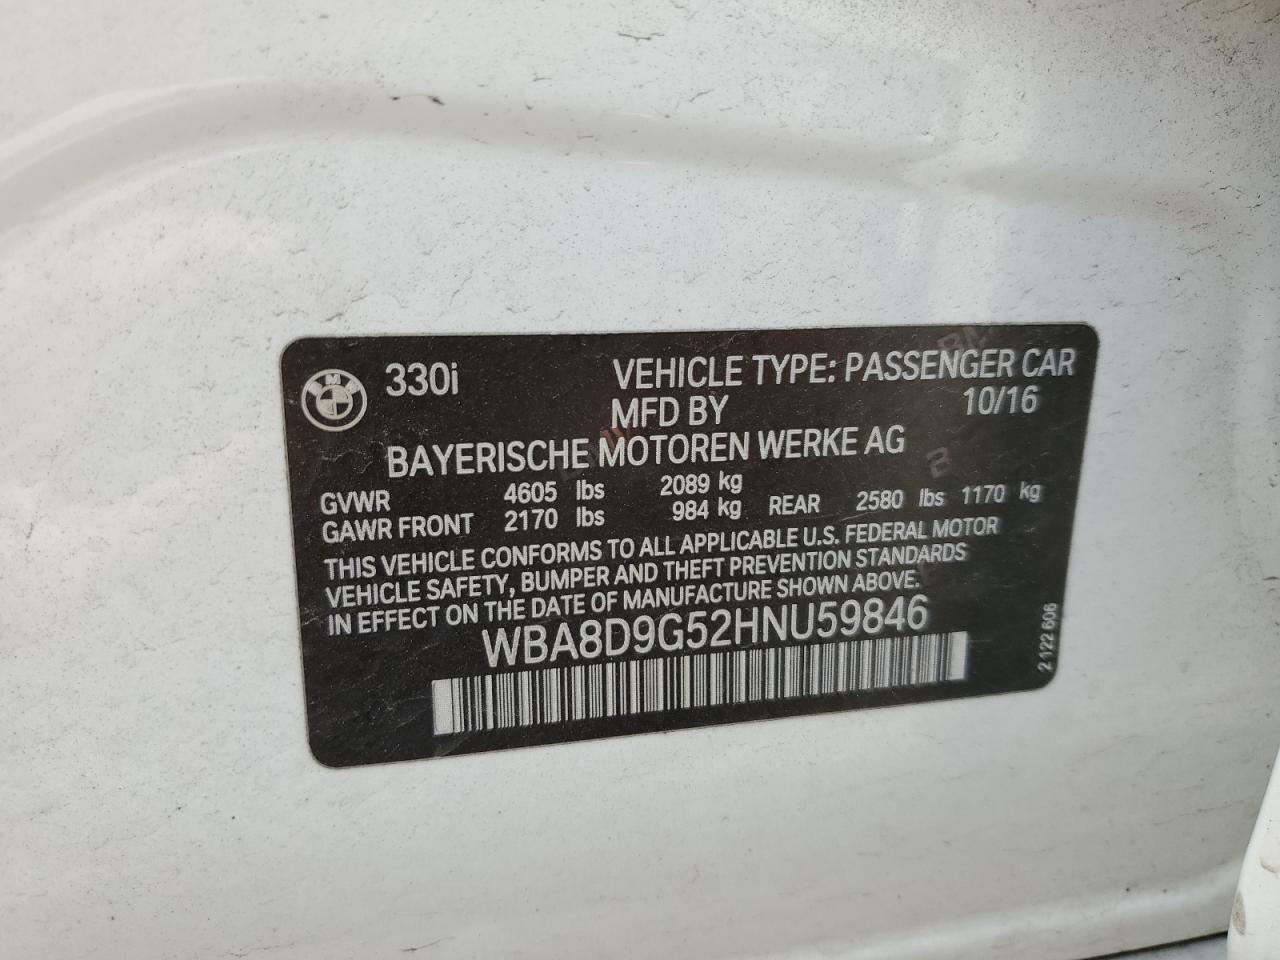 BMW 330i VEHICLE TYPE: PASSENGER CAR
MFD BY 10/16
BAYERISCHE MOTOREN WERKE AG
GVWR 4605 lbs 2089 kg
GAWR FRONT 2170 lbs 984 kg REAR 2580 lbs 1170 kg
THIS VEHICLE CONFORMS TO ALL APPLICABLE U.S. FEDERAL MOTOR
VEHICLE SAFETY, BUMPER AND THEFT PREVENTION STANDARDS
IN EFFECT ON THE DATE OF MANUFACTURE SHOWN ABOVE.
WBA8D9G52HNU59846
2 122 606